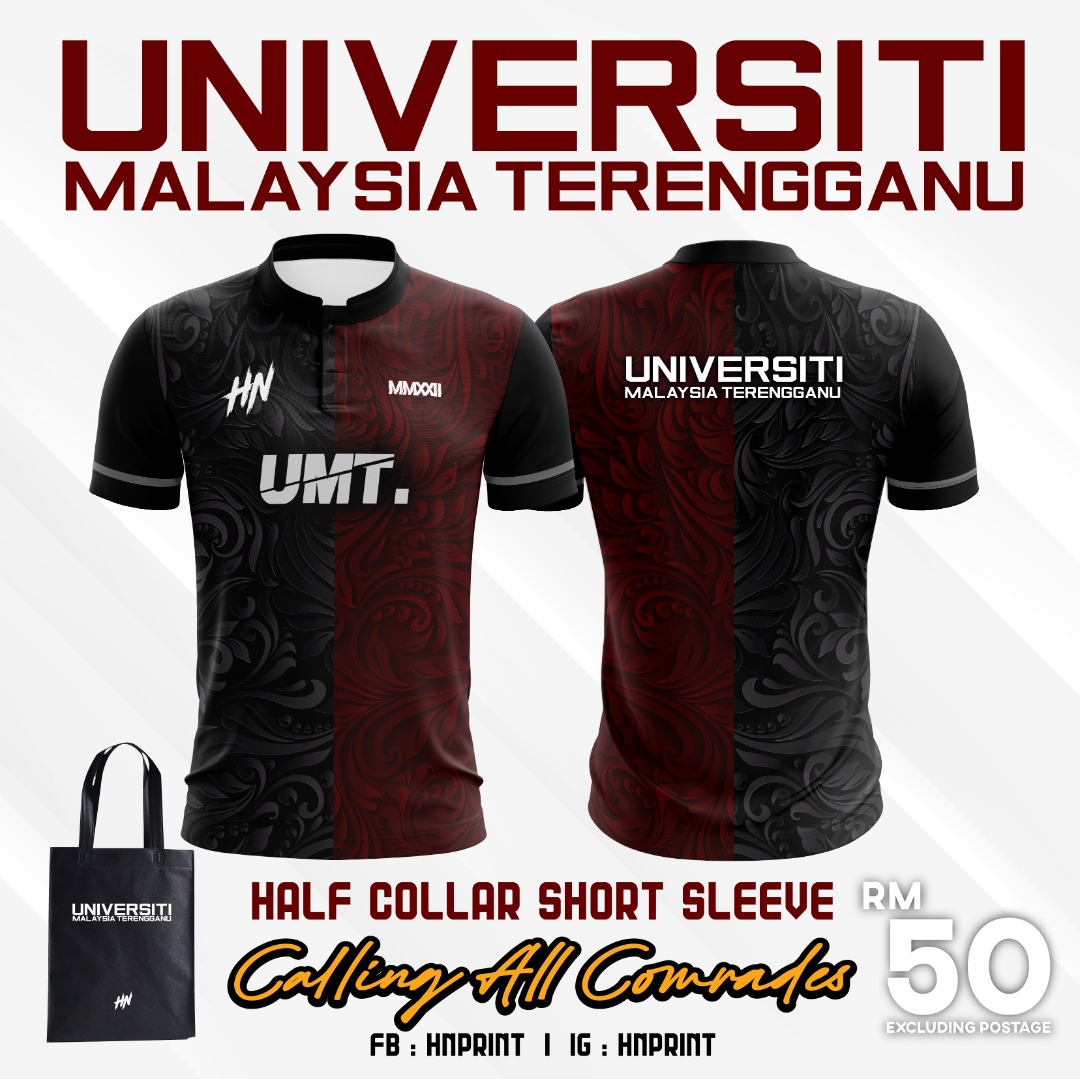 UNIVERSITI
MALAYSIA TERENGGANU
HN
MMXXII
UMT.
UNIVERSITI
MALAYSIA TERENGGANU
UNIVERSITI
MALAYSIA TERENGGANU
HN
HALF COLLAR SHORT SLEEVE
Calling All Comrades
FB : HNPRINT I IG : HNPRINT
RM
50
EXCLUDING POSTAGE